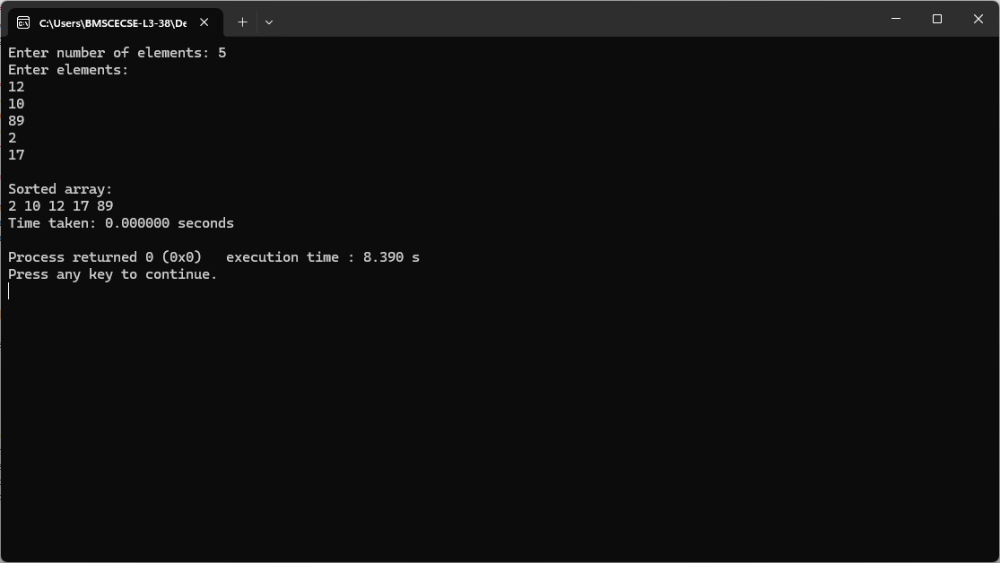 C:\Users\BMSCECSE-L3-38\De
Enter number of elements: 5
Enter elements:
12
10
89
2
17
Sorted array:
2 10 12 17 89
Time taken: 0.000000 seconds
Process returned 0 (0x0)   execution time : 8.390 s
Press any key to continue.